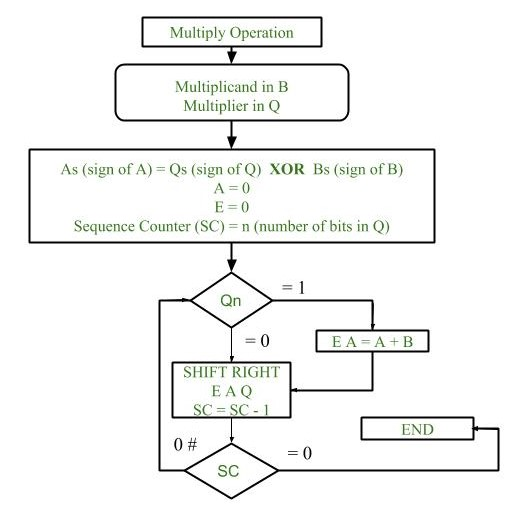 Multiply Operation
Multiplicand in B
Multiplier in Q
As (sign of A) = Qs (sign of Q) XOR Bs (sign of B)
A = 0
E = 0
Sequence Counter (SC) = n (number of bits in Q)
Qn
= 1
= 0
E A = A + B
SHIFT RIGHT
E A Q
SC = SC - 1
END
0 #
= 0
SC